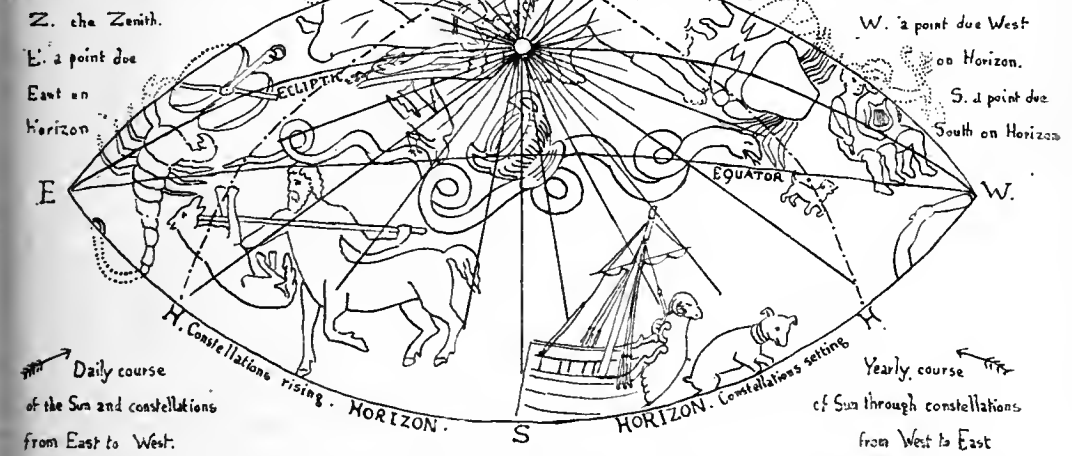 Z. the Zenith.
E. a point due
East on
Horizon
W. a point due West
on Horizon.
S. a point due
South on Horizon
ECLIPTIC
EQUATOR
E
W.
H.
H.
Constellations rising.
HORIZON.
S
HORIZON.
Constellations setting
Daily course
of the Sun and constellations
from East to West.
Yearly course
of Sun through constellations
from West to East